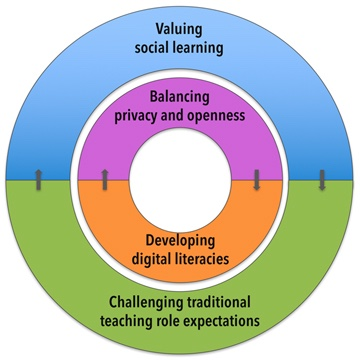 Valuing
social learning
Balancing
privacy and openness
Developing
digital literacies
Challenging traditional
teaching role expectations